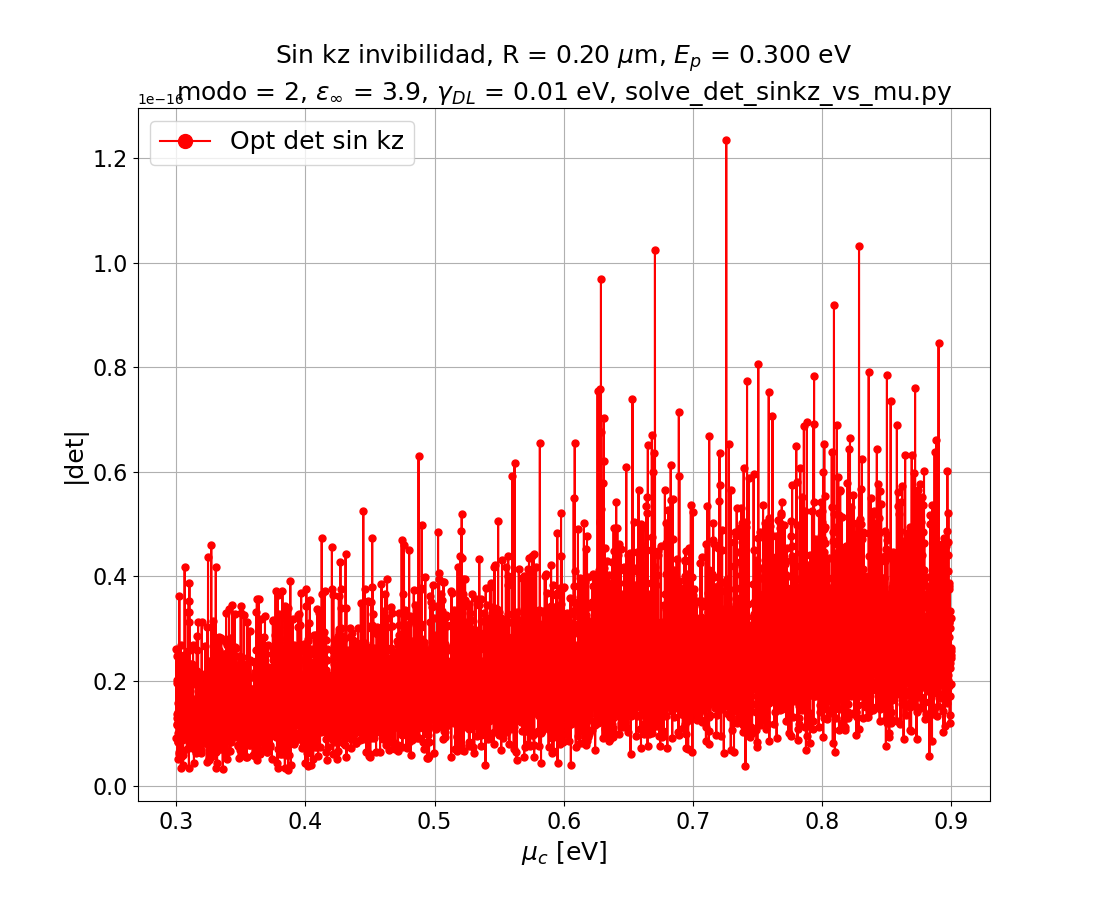 Sin kz invibilidad, R = 0.20 μm, E_p = 0.300 eV
modo = 2, ε_∞ = 3.9, γ_DL = 0.01 eV, solve_det_sinkz_vs_mu.py
1e−16
Opt det sin kz
1.2
1.0
0.8
0.6
0.4
0.2
0.0
|det|
0.3 0.4 0.5 0.6 0.7 0.8 0.9
μ_c [eV]